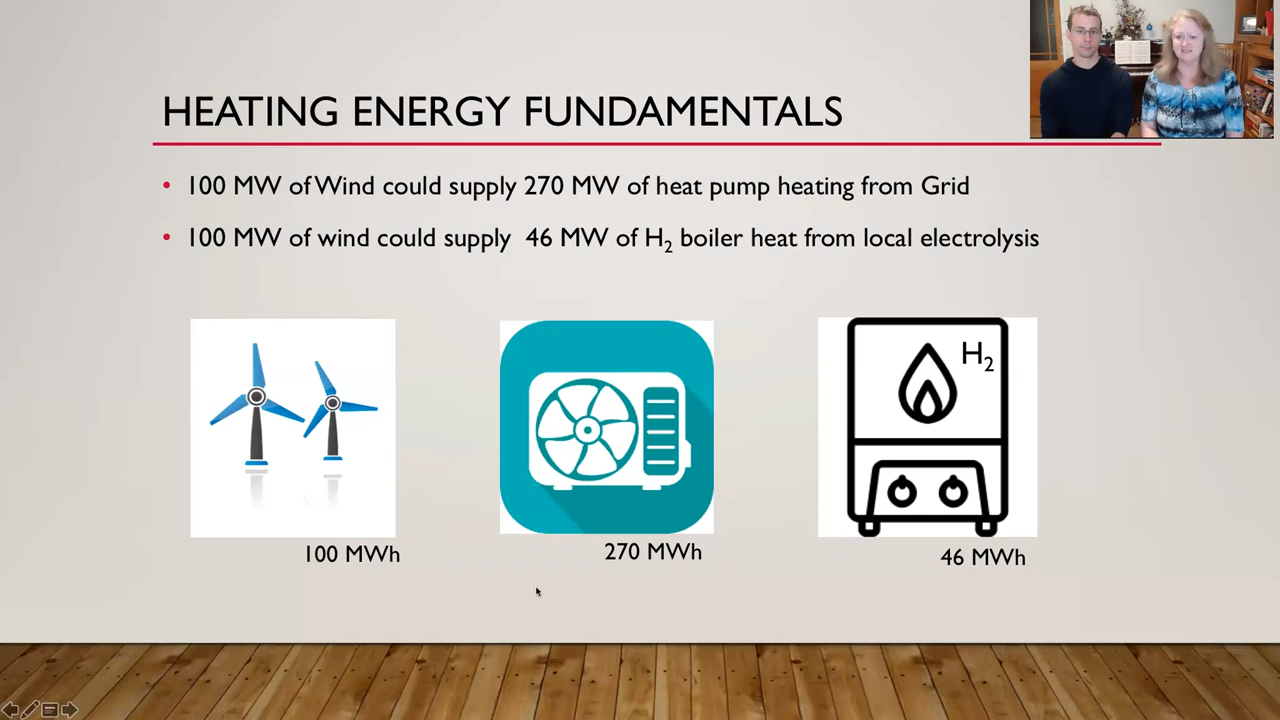 HEATING ENERGY FUNDAMENTALS
• 100 MW of Wind could supply 270 MW of heat pump heating from Grid
• 100 MW of wind could supply  46 MW of H₂ boiler heat from local electrolysis
H₂
100 MWh
270 MWh
46 MWh